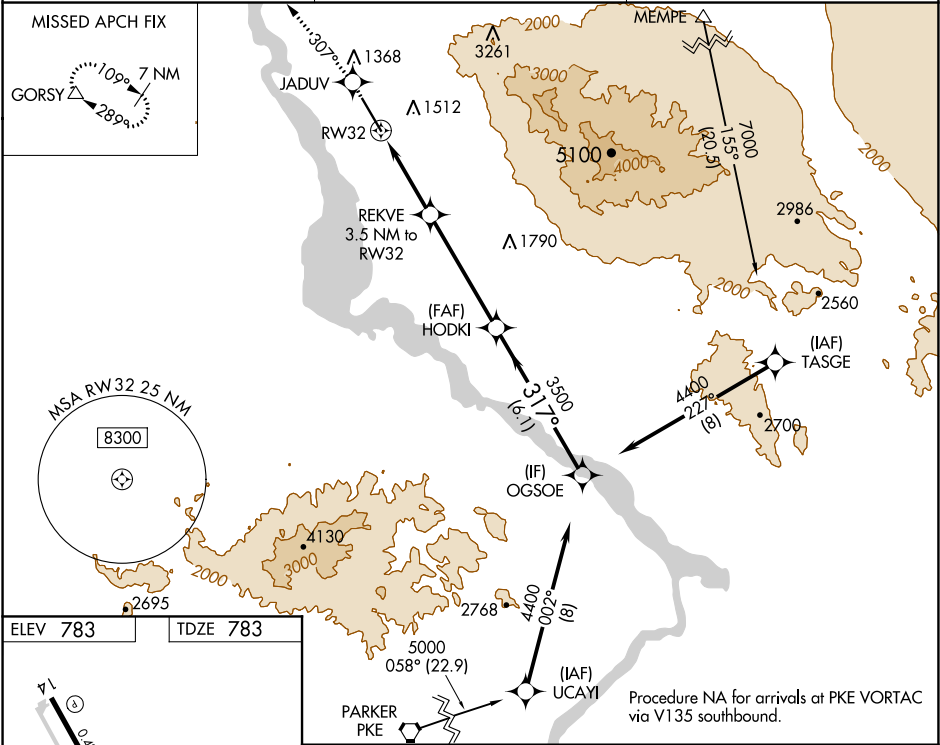 MISSED APCH FIX
GORSY
109°
7 NM
289°
307°
JADUV
1368
RW32
1512
3261
2000
3000
5100
4000
MEMPE
7000
155°
(20.5)
2000
2986
2000
2560
REKVE
3.5 NM to
RW32
1790
(FAF)
HODKI
3500
317°
(6.1)
(IAF)
TASGE
4400
227°
(8)
2700
(IF)
OGSOE
MSA RW32 25 NM
8300
4130
3000
2000
2695
2768
4400
002°
(8)
5000
058° (22.9)
(IAF)
UCAYI
PARKER
PKE
Procedure NA for arrivals at PKE VORTAC
via V135 southbound.
ELEV 783
TDZE 783
14
P